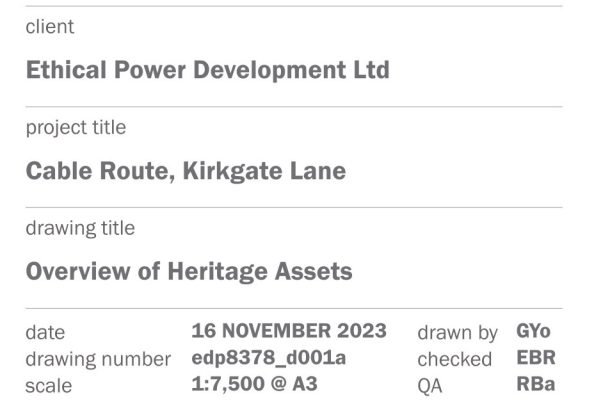 client
Ethical Power Development Ltd
project title
Cable Route, Kirkgate Lane
drawing title
Overview of Heritage Assets
date 16 NOVEMBER 2023 drawn by GYo
drawing number edp8378_d001a checked EBR
scale 1:7,500 @ A3 QA RBa